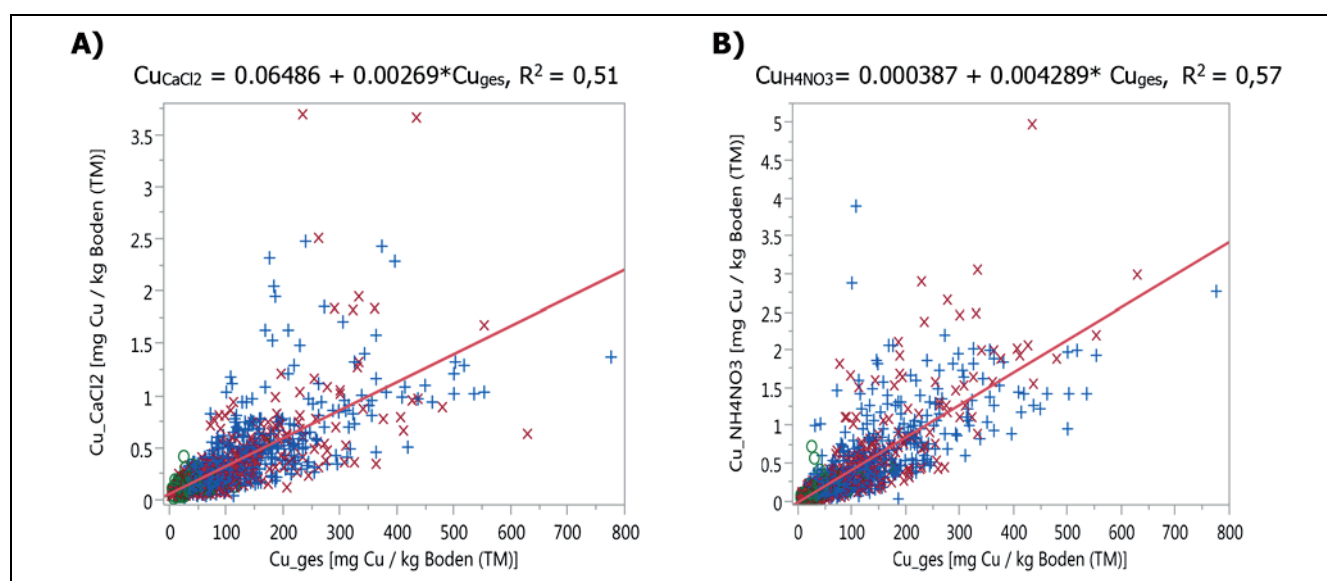 A)
Cu_CaCl2 = 0.06486 + 0.00269*Cu_ges, R² = 0,51
3.5
3
2.5
2
1.5
1
0.5
0
Cu_CaCl2 [mg Cu / kg Boden (TM)]
0 100 200 300 400 500 600 700 800
Cu_ges [mg Cu / kg Boden (TM)]
B)
Cu_H4NO3= 0.000387 + 0.004289* Cu_ges, R² = 0,57
5
4.5
4
3.5
3
2.5
2
1.5
1
0.5
0
Cu_NH4NO3 [mg Cu / kg Boden (TM)]
0 100 200 300 400 500 600 700 800
Cu_ges [mg Cu / kg Boden (TM)]